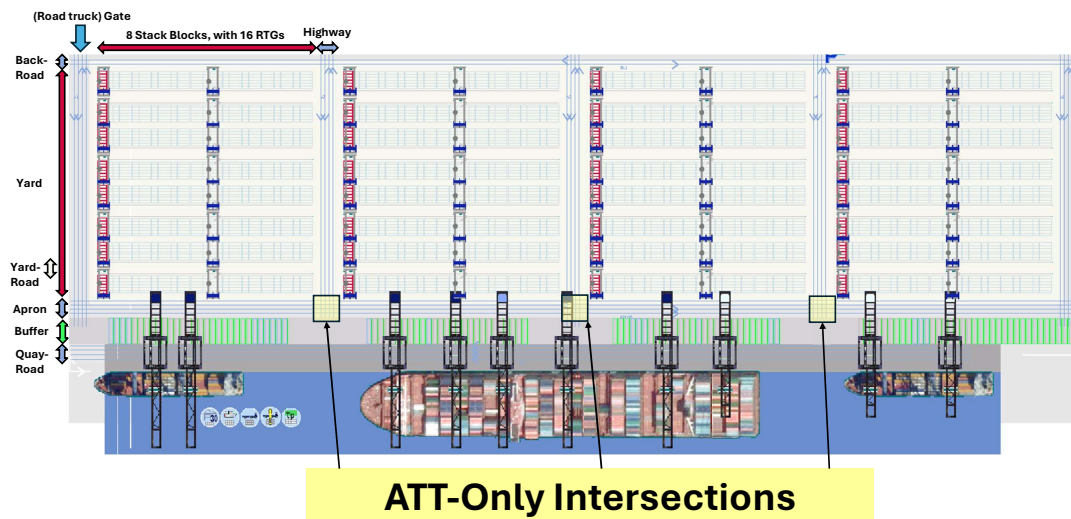 (Road truck) Gate
8 Stack Blocks, with 16 RTGs
Highway
Back-
Road
Yard
Yard-
Road
Apron
Buffer
Quay-
Road
ATT-Only Intersections